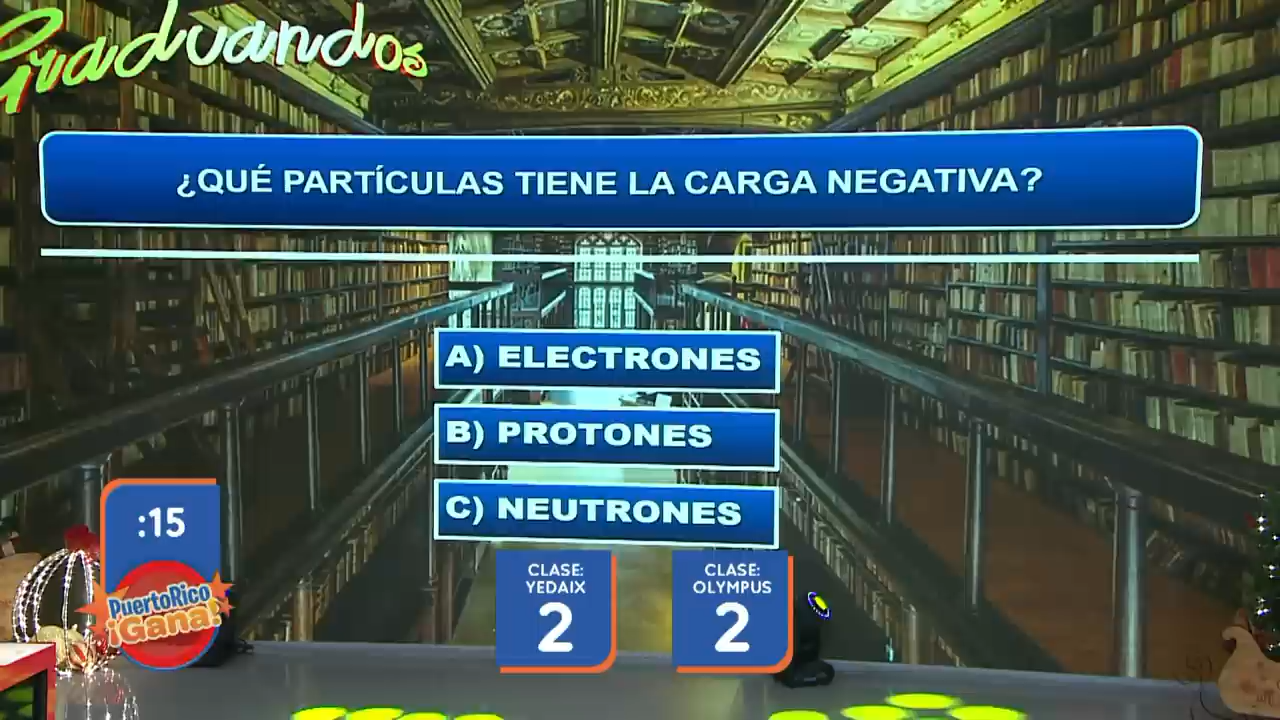 Graduandos
¿QUÉ PARTÍCULAS TIENE LA CARGA NEGATIVA?
A) ELECTRONES
B) PROTONES
C) NEUTRONES
:15
PuertoRico
¡Gana!
CLASE:
YEDAIX
2
CLASE:
OLYMPUS
2